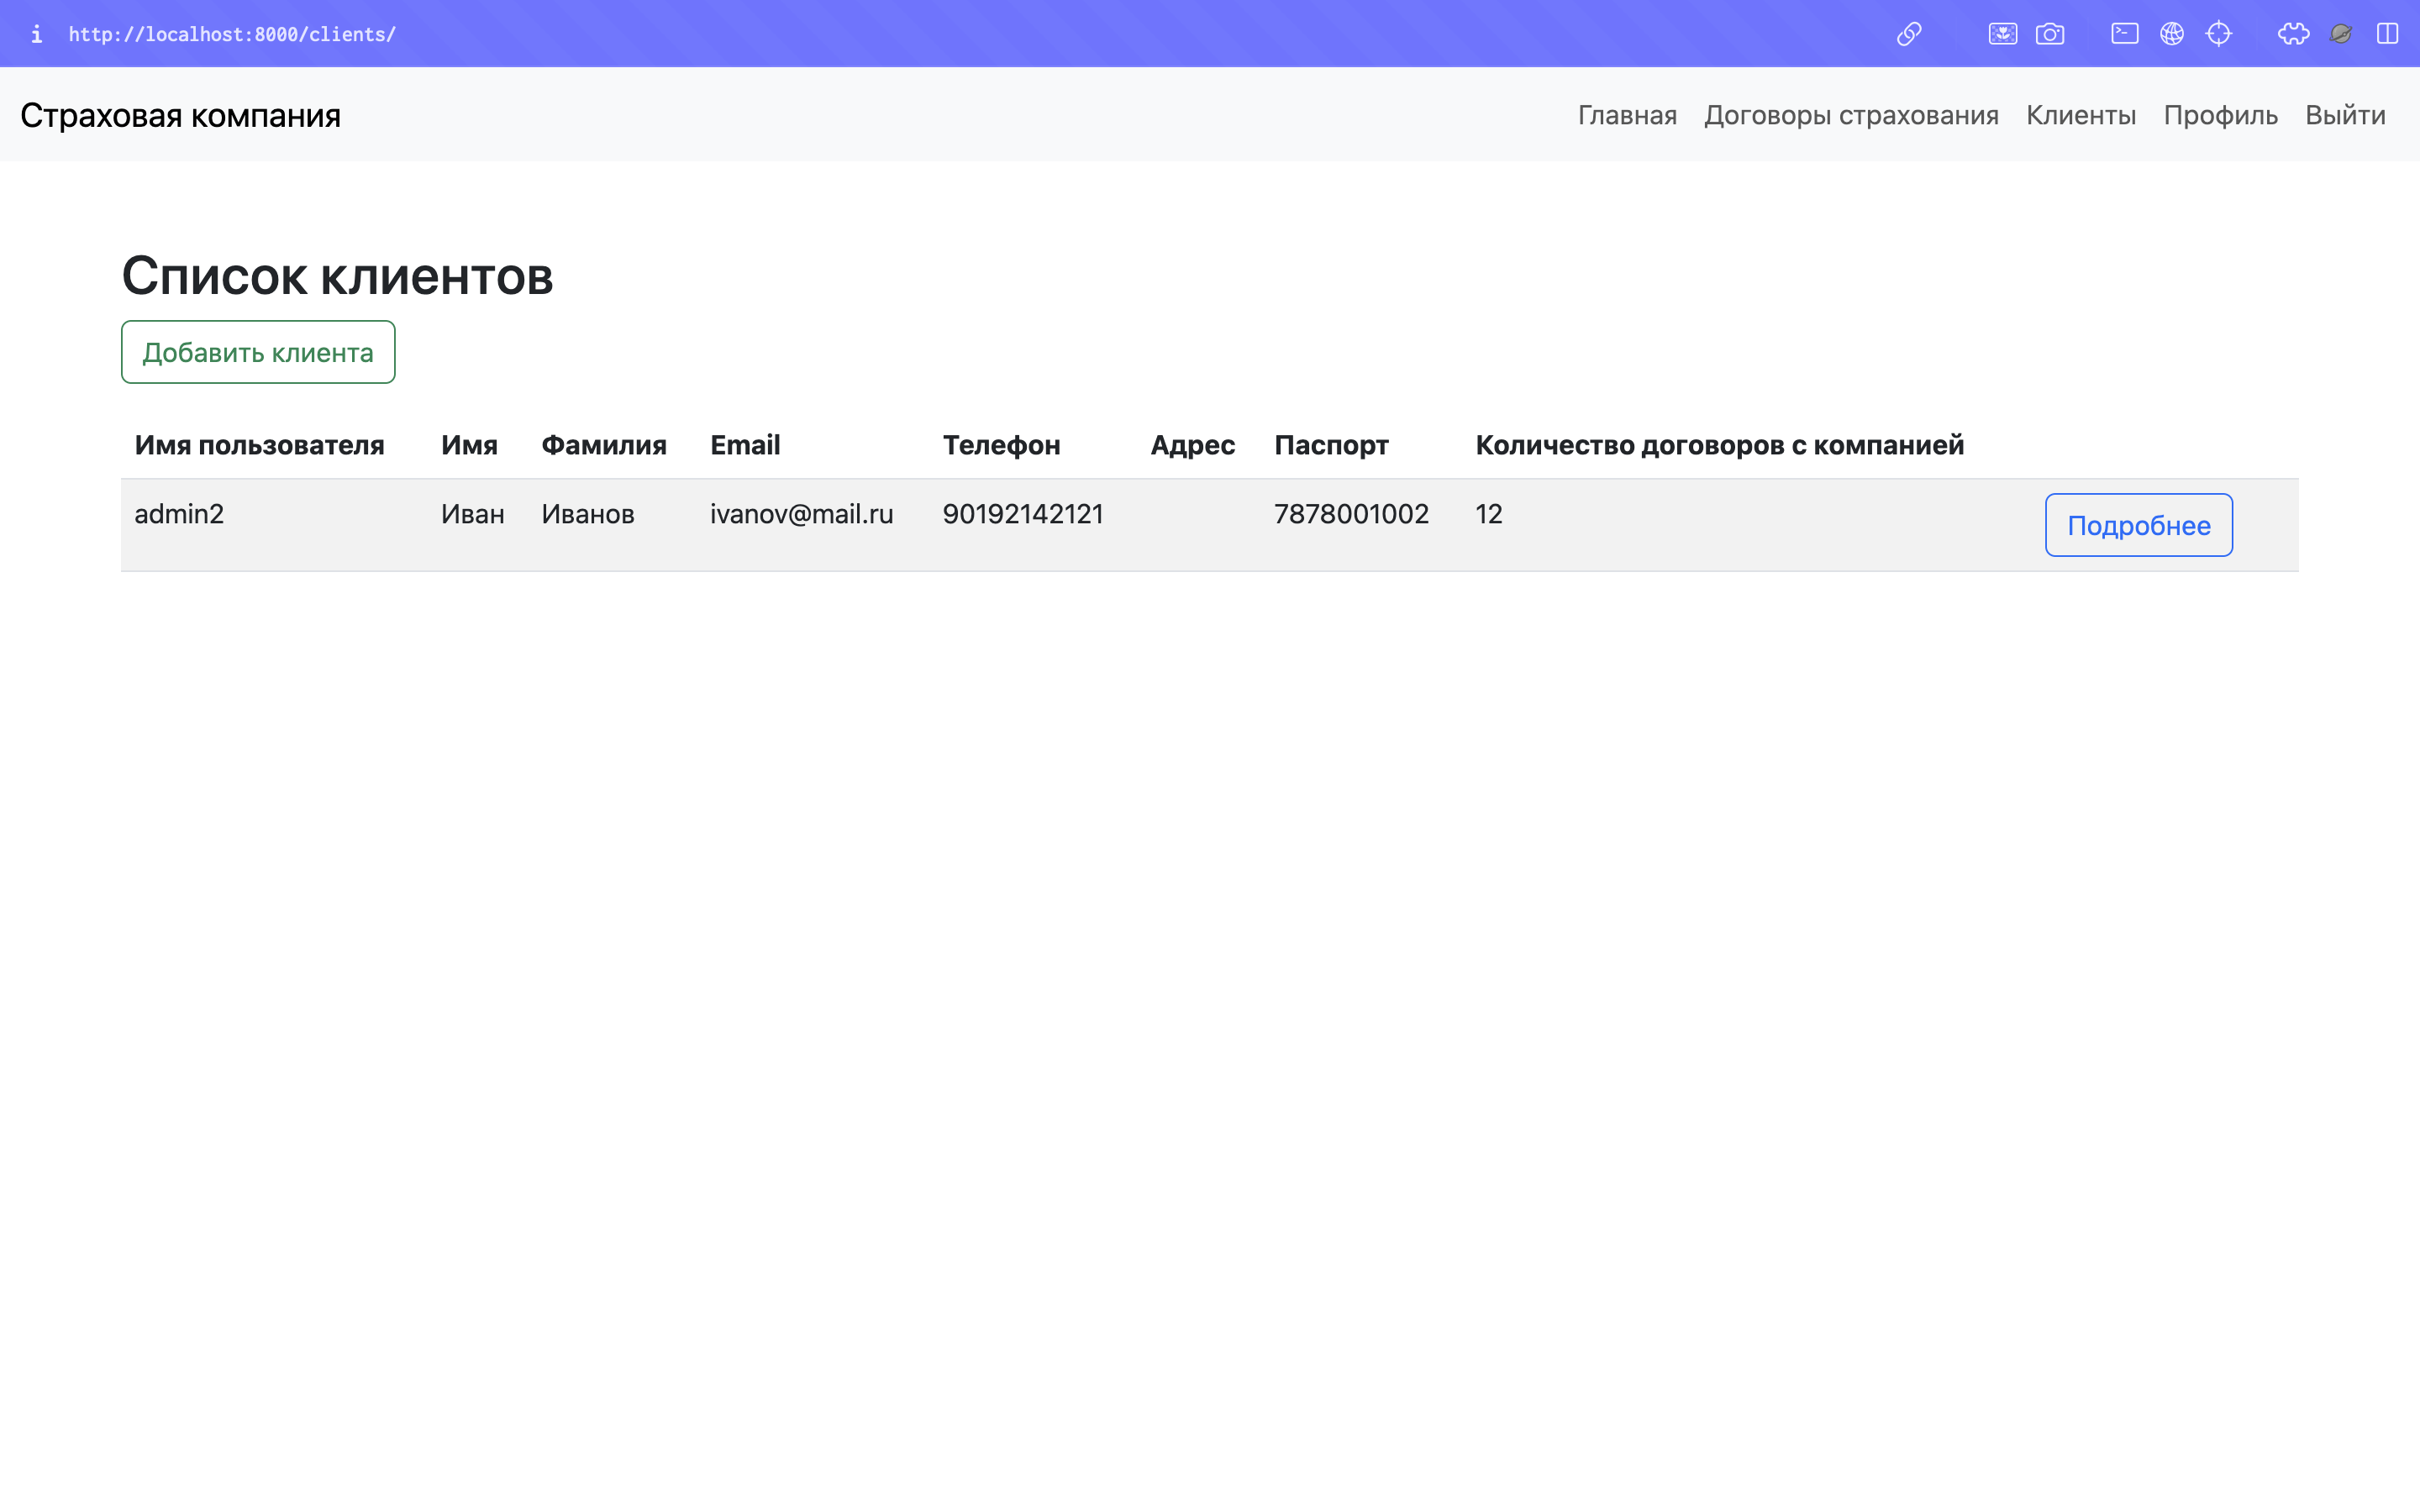 http://localhost:8000/clients/
Страховая компания Главная Договоры страхования Клиенты Профиль Выйти
Список клиентов
Добавить клиента
Имя пользователя Имя Фамилия Email Телефон Адрес Паспорт Количество договоров с компанией
admin2 Иван Иванов ivanov@mail.ru 90192142121 7878001002 12 Подробнее